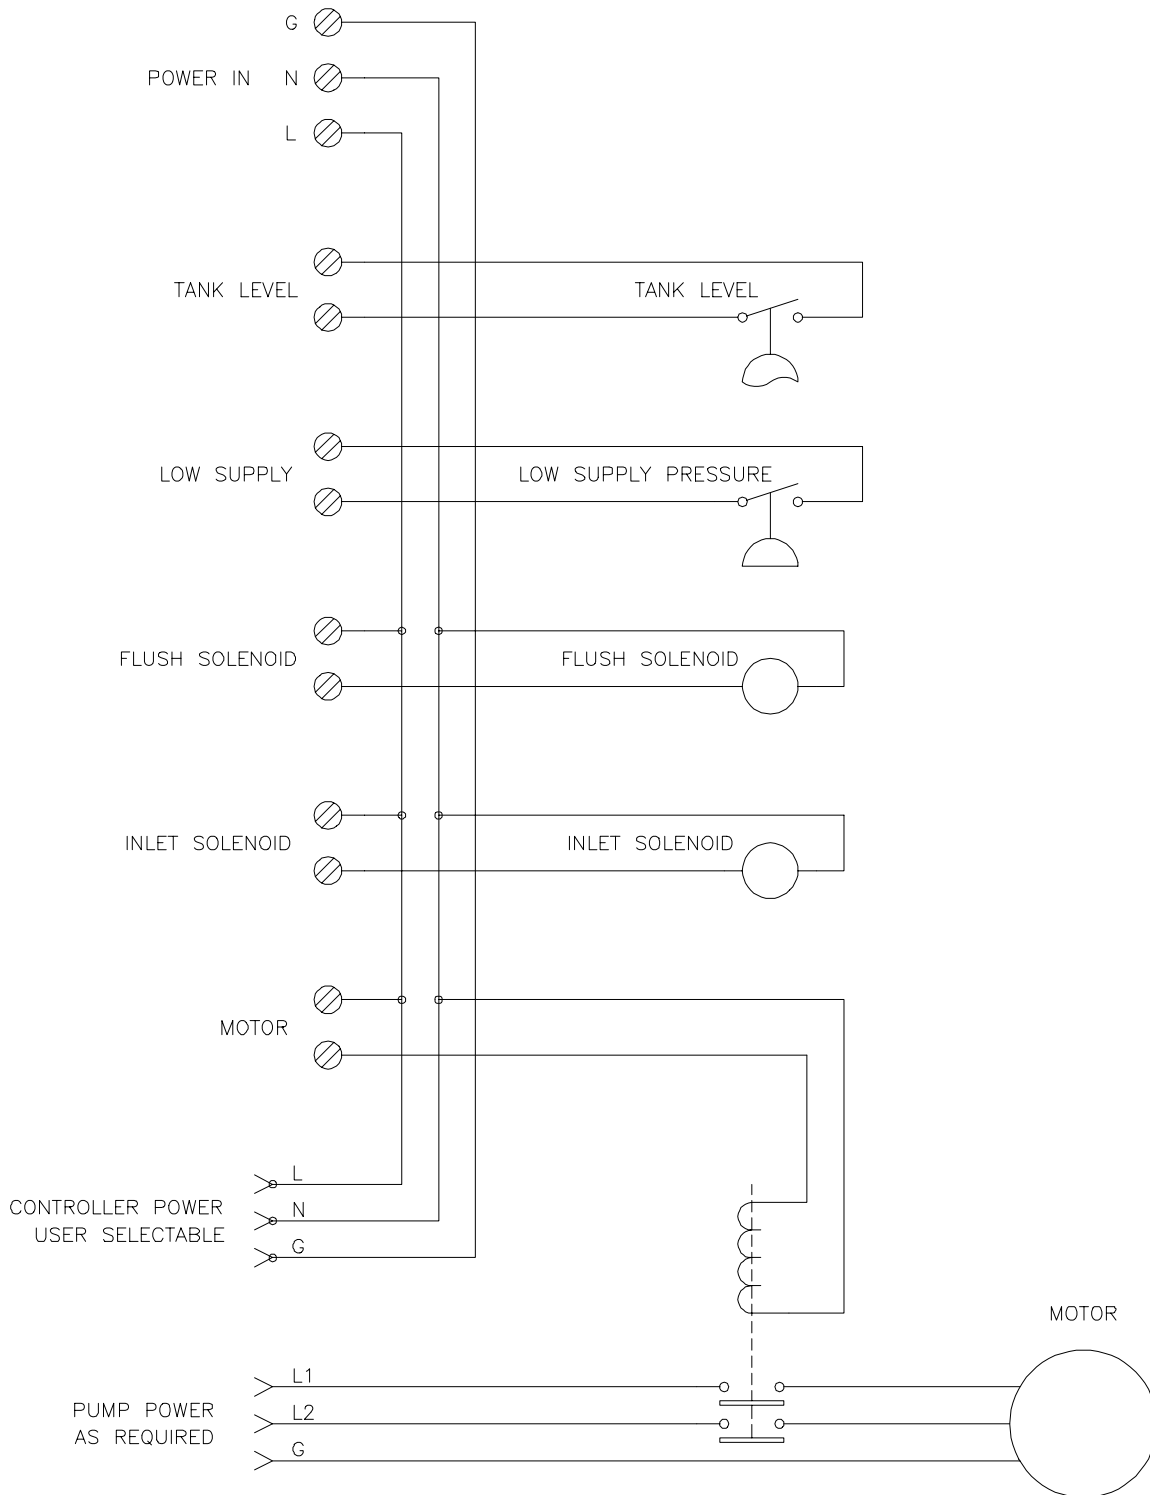 G
POWER IN N
L
TANK LEVEL
TANK LEVEL
LOW SUPPLY
LOW SUPPLY PRESSURE
FLUSH SOLENOID
FLUSH SOLENOID
INLET SOLENOID
INLET SOLENOID
MOTOR
L
CONTROLLER POWER
USER SELECTABLE
N
G
MOTOR
L1
PUMP POWER
AS REQUIRED
L2
G